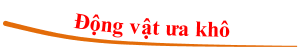 Động vật ưa khô